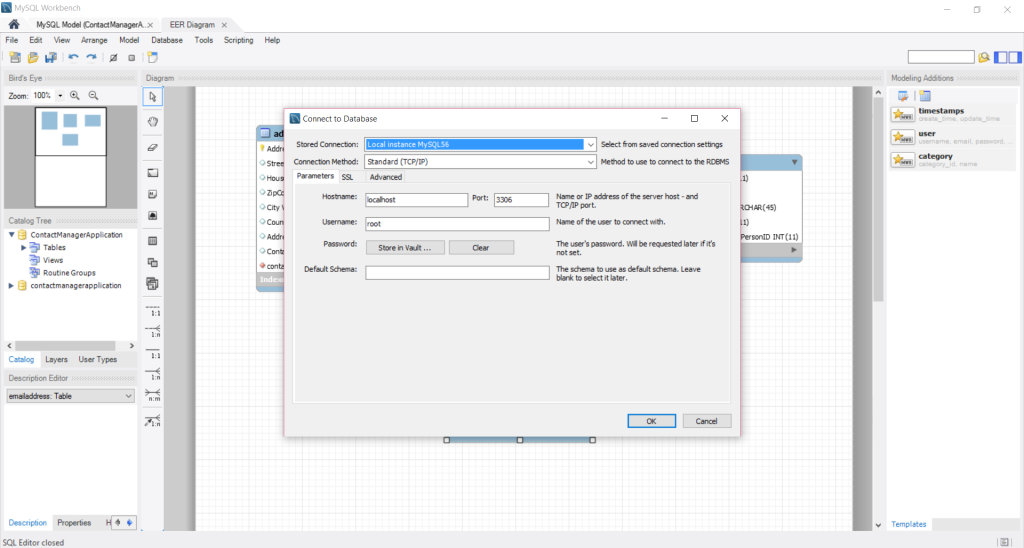 MySQL Workbench
MySQL Model (ContactManagerA...
EER Diagram
File Edit View Arrange Model Database Tools Scripting Help
Bird's Eye
Zoom: 100%
Diagram
Modeling Additions
timestamps
create_time, update_time
user
username, email, password, ...
category
category_id, name
Connect to Database
Stored Connection: Local instance MySQL56 Select from saved connection settings
Connection Method: Standard (TCP/IP) Method to use to connect to the RDBMS
Parameters SSL Advanced
Hostname: localhost Port: 3306 Name or IP address of the server host - and
TCP/IP port.
Username: root Name of the user to connect with.
Password: Store in Vault ... Clear The user's password. Will be requested later if it's
not set.
Default Schema: The schema to use as default schema. Leave
blank to select it later.
OK Cancel
ad
Addre
Street
Hous
ZipCo
City V
Coun
Addre
Conta
conta
Indexe
11)
RCHAR(45)
(11)
PersonID INT(11)
Catalog Tree
ContactManagerApplication
Tables
Views
Routine Groups
contactmanagerapplication
Catalog Layers User Types
Description Editor
emailaddress: Table
1:1
1:n
1:1
1:n
n:m
1:n
Description Properties H
Templates
SQL Editor closed